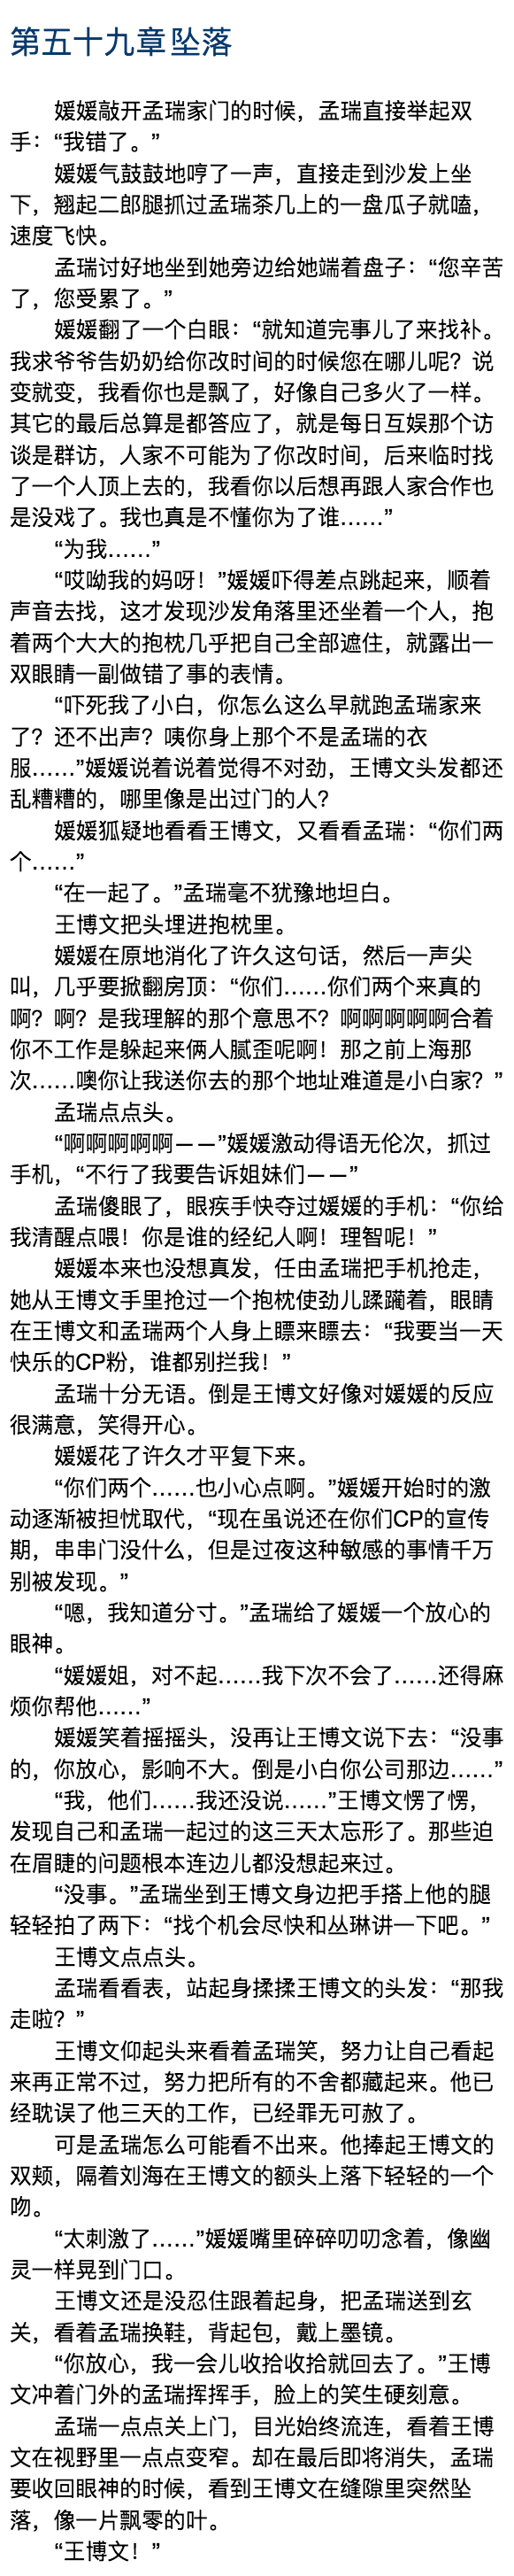 第五十九章 坠落
媛媛敲开孟瑞家门的时候，孟瑞直接举起双
手：“我错了。”
媛媛气鼓鼓地哼了一声，直接走到沙发上坐
下，翘起二郎腿抓过孟瑞茶几上的一盘瓜子就嗑，
速度飞快。
孟瑞讨好地坐到她旁边给她端着盘子：“您辛苦
了，您受累了。”
媛媛翻了一个白眼：“就知道完事儿了来找补。
我求爷爷告奶奶给你改时间的时候您在哪儿呢？说
变就变，我看你也是飘了，好像自己多火了一样。
其它的最后总算是都答应了，就是每日互娱那个访
谈是群访，人家不可能为了你改时间，后来临时找
了一个人顶上去的，我看你以后想再跟人家合作也
是没戏了。我也真是不懂你为了谁……”
“为我……”
“哎呦我的妈呀！”媛媛吓得差点跳起来，顺着
声音去找，这才发现沙发角落里还坐着一个人，抱
着两个大大的抱枕几乎把自己全部遮住，就露出一
双眼睛一副做错了事的表情。
“吓死我了小白，你怎么这么早就跑孟瑞家来
了？还不出声？咦你身上那个不是孟瑞的衣
服……”媛媛说着说着觉得不对劲，王博文头发都还
乱糟糟的，哪里像是出过门的人？
媛媛狐疑地看看王博文，又看看孟瑞：“你们两
个……”
“在一起了。”孟瑞毫不犹豫地坦白。
王博文把头埋进抱枕里。
媛媛在原地消化了许久这句话，然后一声尖
叫，几乎要掀翻房顶：“你们……你们两个来真的
啊？啊？是我理解的那个意思不？啊啊啊啊啊合着
你不工作是躲起来俩人腻歪呢啊！那之前上海那
次……噢你让我送你去的那个地址难道是小白家？”
孟瑞点点头。
“啊啊啊啊啊——”媛媛激动得语无伦次，抓过
手机，“不行了我要告诉姐妹们——”
孟瑞傻眼了，眼疾手快夺过媛媛的手机：“你给
我清醒点喂！你是谁的经纪人啊！理智呢！”
媛媛本来也没想真发，任由孟瑞把手机抢走，
她从王博文手里抢过一个抱枕使劲儿蹂躏着，眼睛
在王博文和孟瑞两个人身上瞟来瞟去：“我要当一天
快乐的CP粉，谁都别拦我！”
孟瑞十分无语。倒是王博文好像对媛媛的反应
很满意，笑得开心。
媛媛花了许久才平复下来。
“你们两个……也小心点啊。”媛媛开始时的激
动逐渐被担忧取代，“现在虽说还在你们CP的宣传
期，串串门没什么，但是过夜这种敏感的事情千万
别被发现。”
“嗯，我知道分寸。”孟瑞给了媛媛一个放心的
眼神。
“媛媛姐，对不起……我下次不会了……还得麻
烦你帮他……”
媛媛笑着摇摇头，没再让王博文说下去：“没事
的，你放心，影响不大。倒是小白你公司那边……”
“我，他们……我还没说……”王博文愣了愣，
发现自己和孟瑞一起过的这三天太忘形了。那些迫
在眉睫的问题根本连边儿都没想起来过。
“没事。”孟瑞坐到王博文身边把手搭上他的腿
轻轻拍了两下：“找个机会尽快和丛琳讲一下吧。”
王博文点点头。
孟瑞看看表，站起身揉揉王博文的头发：“那我
走啦？”
王博文仰起头来看着孟瑞笑，努力让自己看起
来再正常不过，努力把所有的不舍都藏起来。他已
经耽误了他三天的工作，已经罪无可赦了。
可是孟瑞怎么可能看不出来。他捧起王博文的
双颊，隔着刘海在王博文的额头上落下轻轻的一个
吻。
“太刺激了……”媛媛嘴里碎碎叨叨念着，像幽
灵一样晃到门口。
王博文还是没忍住跟着起身，把孟瑞送到玄
关，看着孟瑞换鞋，背起包，戴上墨镜。
“你放心，我一会儿收拾收拾就回去了。”王博
文冲着门外的孟瑞挥挥手，脸上的笑生硬刻意。
孟瑞一点点关上门，目光始终流连，看着王博
文在视野里一点点变窄。却在最后即将消失，孟瑞
要收回眼神的时候，看到王博文在缝隙里突然坠
落，像一片飘零的叶。
“王博文！”